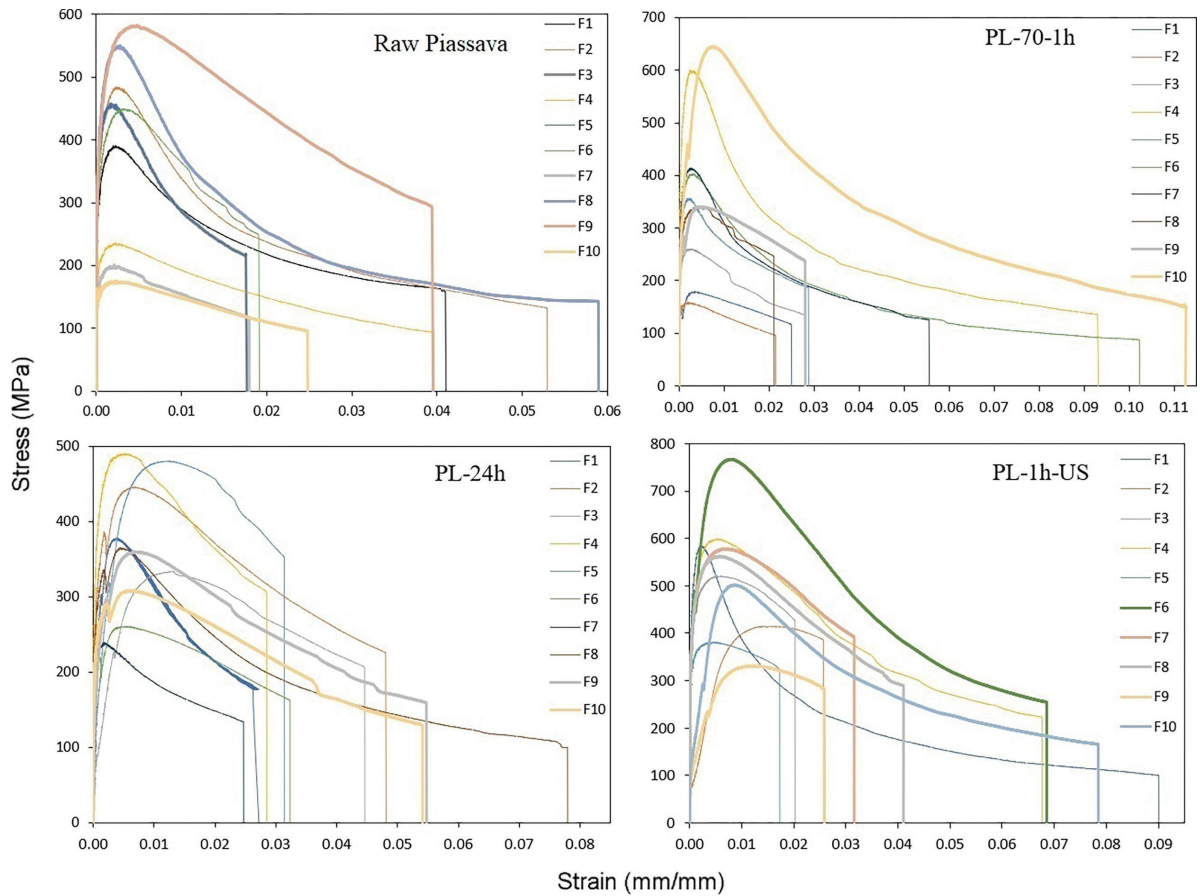 Stress (MPa)
600
500
400
300
200
100
0
0.00 0.01 0.02 0.03 0.04 0.05 0.06
Raw Piassava
F1
F2
F3
F4
F5
F6
F7
F8
F9
F10
700
600
500
400
300
200
100
0
0.00 0.01 0.02 0.03 0.04 0.05 0.06 0.07 0.08 0.09 0.10 0.11
PL-70-1h
F1
F2
F3
F4
F5
F6
F7
F8
F9
F10
500
400
300
200
100
0
0.00 0.01 0.02 0.03 0.04 0.05 0.06 0.07 0.08
PL-24h
F1
F2
F3
F4
F5
F6
F7
F8
F9
F10
800
700
600
500
400
300
200
100
0
0.00 0.01 0.02 0.03 0.04 0.05 0.06 0.07 0.08 0.09
PL-1h-US
F1
F2
F3
F4
F5
F6
F7
F8
F9
F10
Strain (mm/mm)